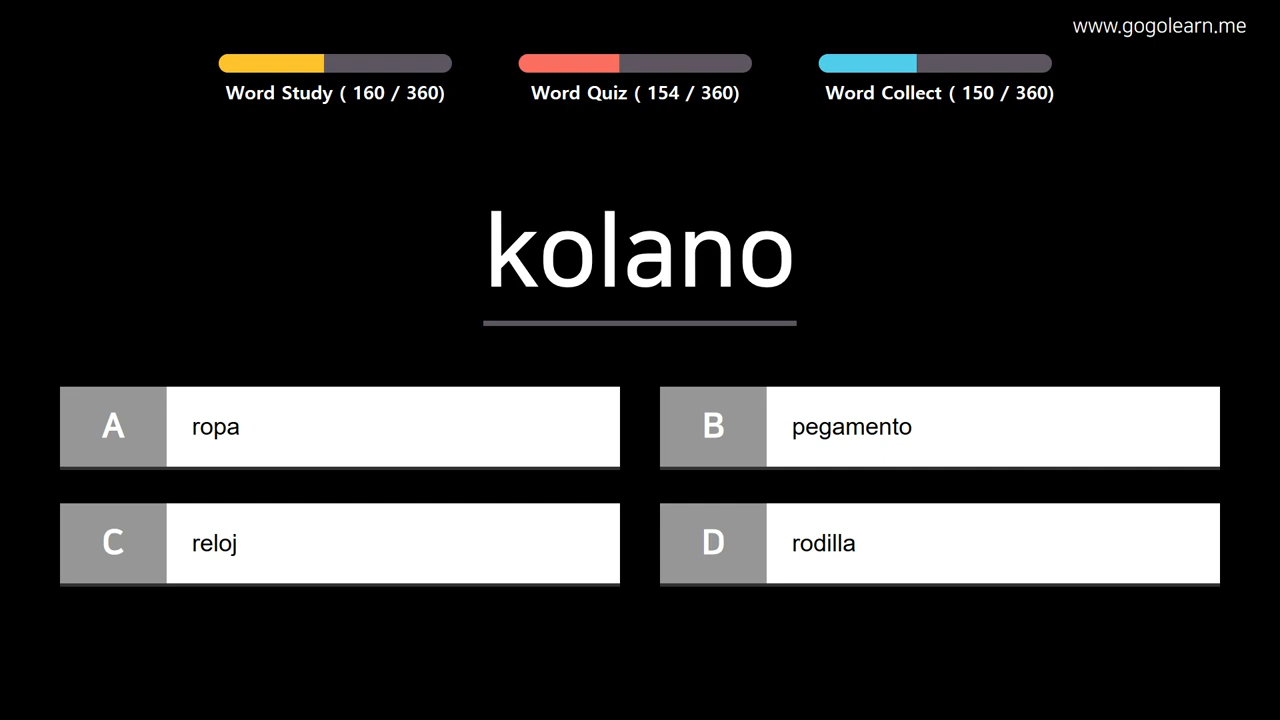 www.gogolearn.me
Word Study ( 160 / 360)
Word Quiz ( 154 / 360)
Word Collect ( 150 / 360)
kolano
A ropa
B pegamento
C reloj
D rodilla